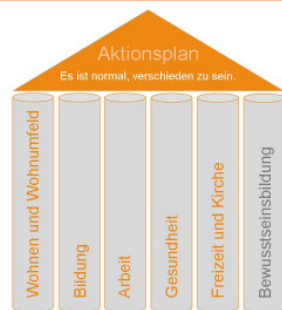 Aktionsplan
Es ist normal, verschieden zu sein.
Wohnen und Wohnumfeld
Bildung
Arbeit
Gesundheit
Freizeit und Kirche
Bewusstseinsbildung